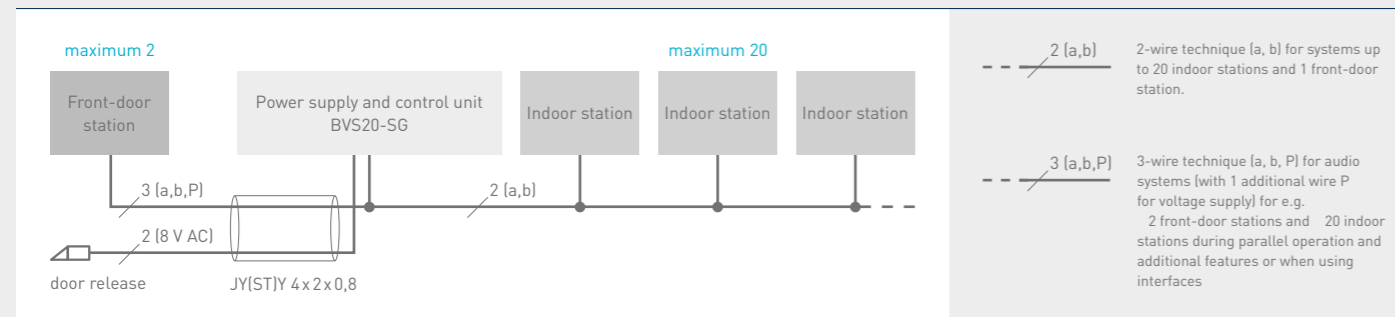 maximum 2
maximum 20
Front-door
station
Power supply and control unit
BVS20-SG
Indoor station
Indoor station
Indoor station
3 (a,b,P)
2 (a,b)
2 (8 V AC)
door release
JY(ST)Y 4x2x0,8
2 (a,b)
2-wire technique (a, b) for systems up
to 20 indoor stations and 1 front-door
station.
3 (a,b,P)
3-wire technique (a, b, P) for audio
systems (with 1 additional wire P
for voltage supply) for e.g.
2 front-door stations and 20 indoor
stations during parallel operation and
additional features or when using
interfaces